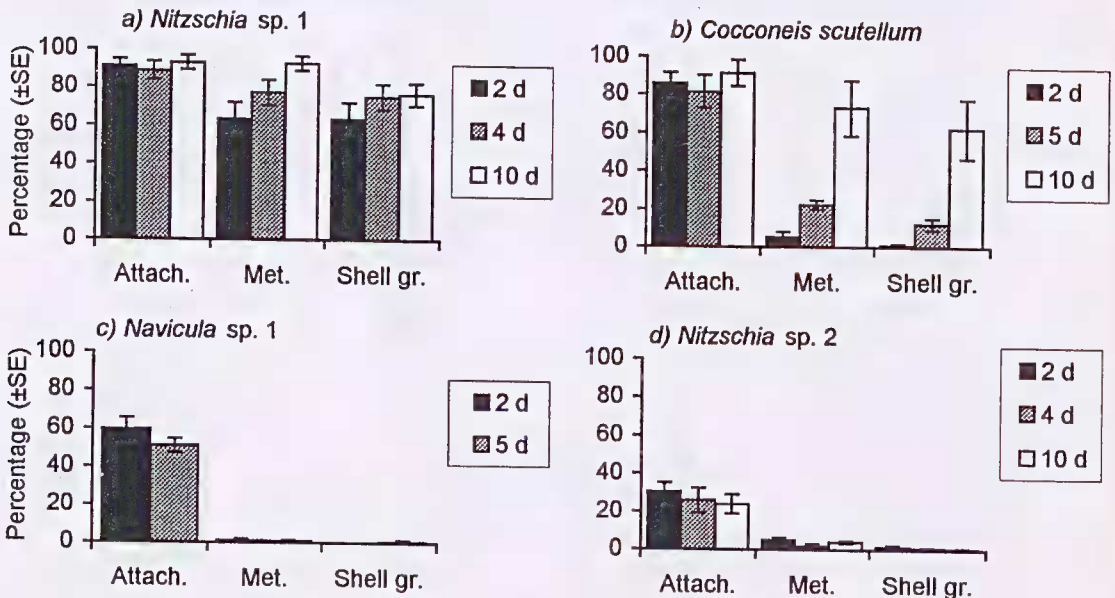 a) Nitzschia sp. 1
Percentage (±SE)
100
80
60
40
20
0
Attach. Met. Shell gr.
2 d
4 d
10 d
b) Cocconeis scutellum
100
80
60
40
20
0
Attach. Met. Shell gr.
2 d
5 d
10 d
c) Navicula sp. 1
Percentage (±SE)
100
80
60
40
20
0
Attach. Met. Shell gr.
2 d
5 d
d) Nitzschia sp. 2
100
80
60
40
20
0
Attach. Met. Shell gr.
2 d
4 d
10 d